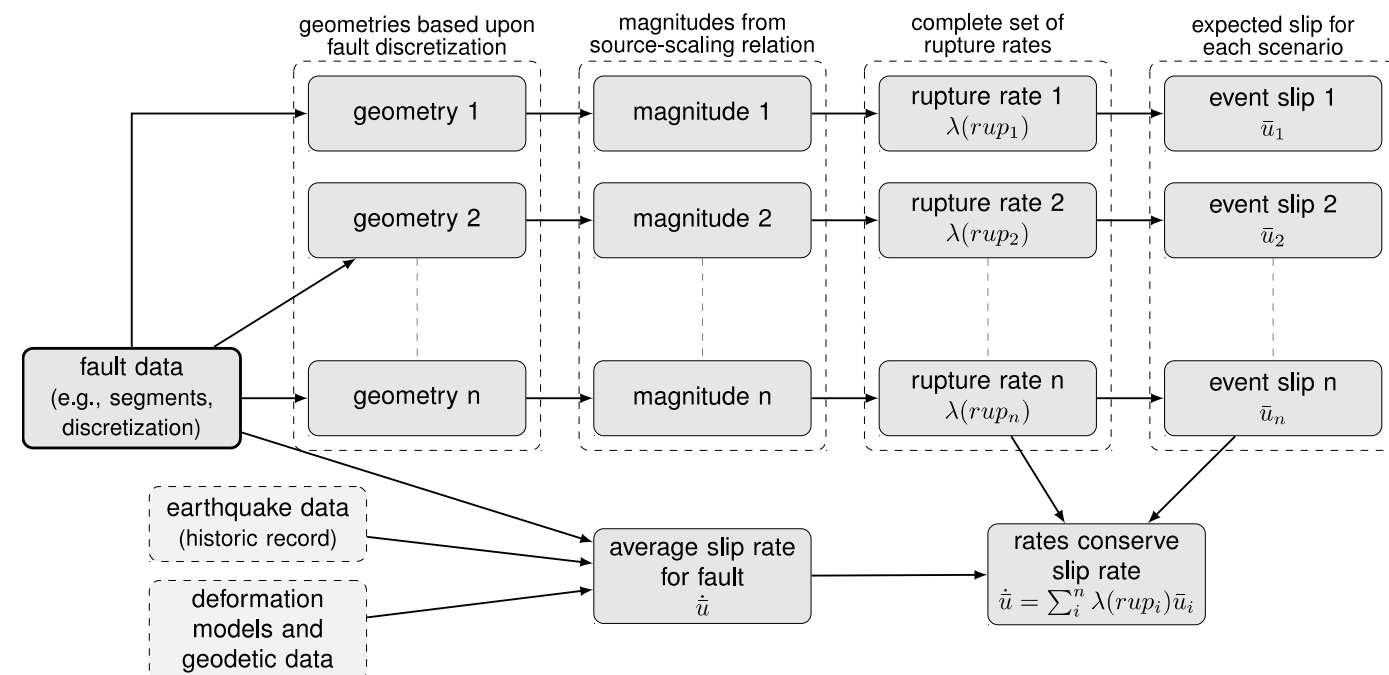 geometries based upon
fault discretization
magnitudes from
source-scaling relation
complete set of
rupture rates
expected slip for
each scenario
geometry 1
magnitude 1
rupture rate 1
λ(rup₁)
event slip 1
ū₁
geometry 2
magnitude 2
rupture rate 2
λ(rup₂)
event slip 2
ū₂
fault data
(e.g., segments,
discretization)
geometry n
magnitude n
rupture rate n
λ(rupₙ)
event slip n
ūₙ
earthquake data
(historic record)
deformation
models and
geodetic data
average slip rate
for fault
ū̇
rates conserve
slip rate
ū̇ = ∑ᵢⁿ λ(rupᵢ)ūᵢ